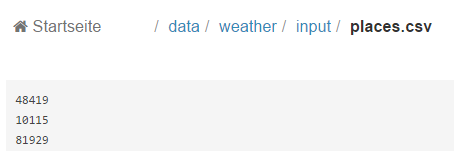 Startseite / data / weather / input / places.csv
48419
10115
81929